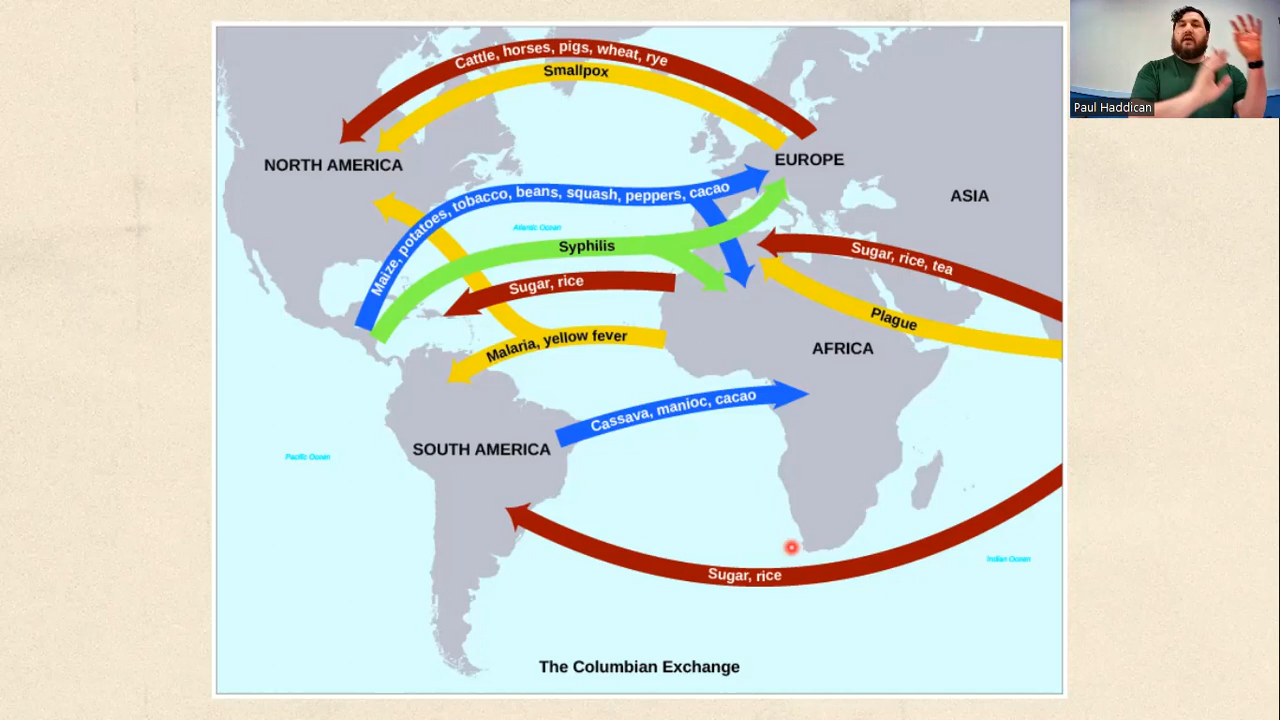 Paul Haddican
Cattle, horses, pigs, wheat, rye
Smallpox
NORTH AMERICA
EUROPE
ASIA
Maize, potatoes, tobacco, beans, squash, peppers, cacao
Atlantic Ocean
Syphilis
Sugar, rice, tea
Sugar, rice
Plague
Malaria, yellow fever
AFRICA
Cassava, manioc, cacao
SOUTH AMERICA
Pacific Ocean
Indian Ocean
Sugar, rice
The Columbian Exchange